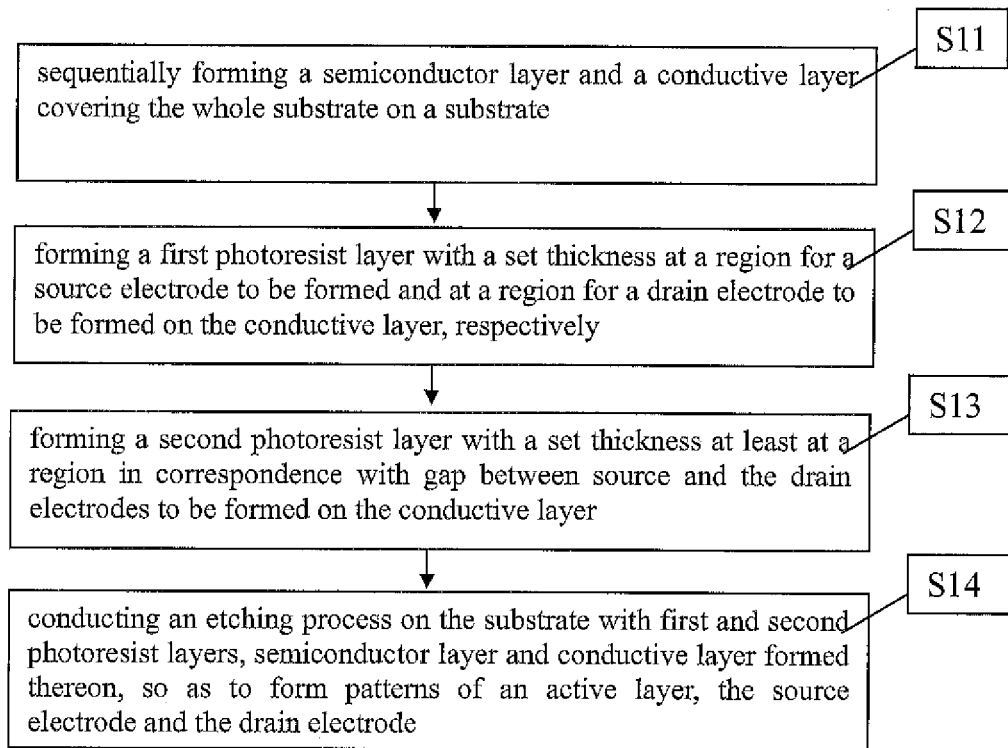 S11
sequentially forming a semiconductor layer and a conductive layer
covering the whole substrate on a substrate
S12
forming a first photoresist layer with a set thickness at a region for a
source electrode to be formed and at a region for a drain electrode to
be formed on the conductive layer, respectively
S13
forming a second photoresist layer with a set thickness at least at a
region in correspondence with gap between source and the drain
electrodes to be formed on the conductive layer
S14
conducting an etching process on the substrate with first and second
photoresist layers, semiconductor layer and conductive layer formed
thereon, so as to form patterns of an active layer, the source
electrode and the drain electrode